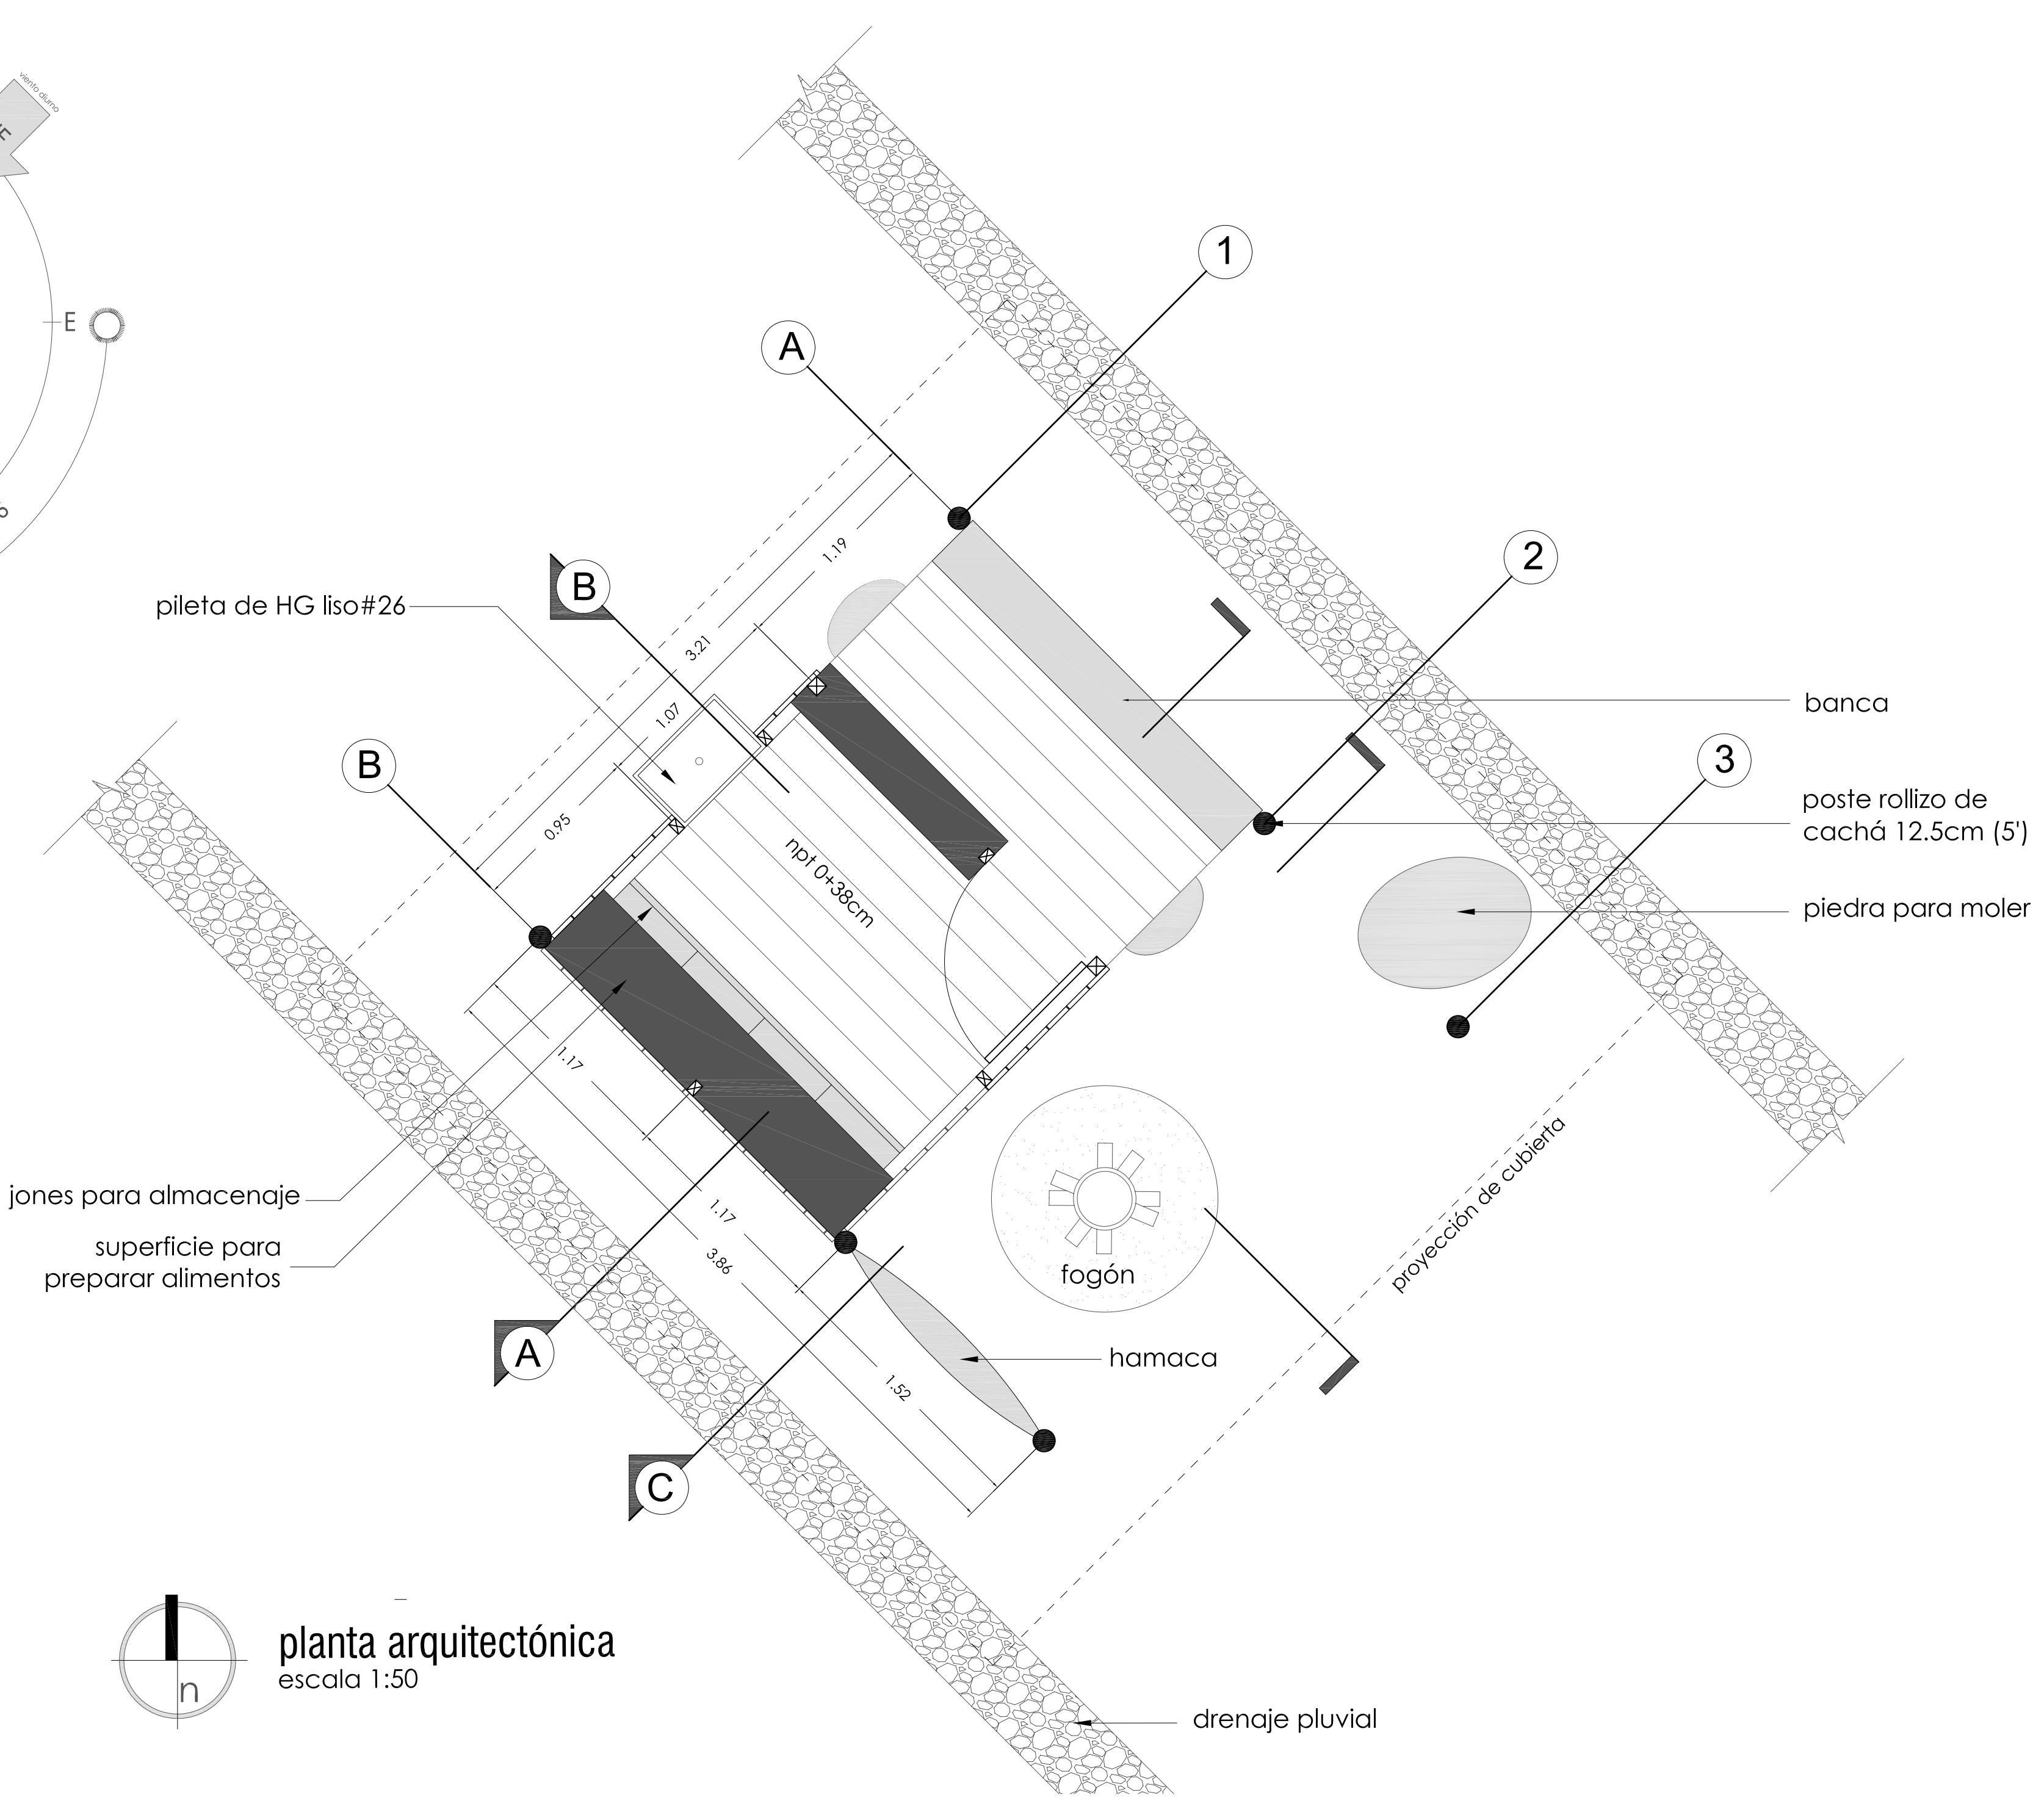 viento diurno
E
1
A
B
pileta de HG liso#26
2
B
3
1.19
3.21
1.07
0.95
npt 0+38cm
banca
poste rollizo de
cachá 12.5cm (5')
piedra para moler
1.17
1.17
3.86
1.52
jones para almacenaje
superficie para
preparar alimentos
A
C
fogón
hamaca
proyección de cubierta
n
planta arquitectónica
escala 1:50
drenaje pluvial